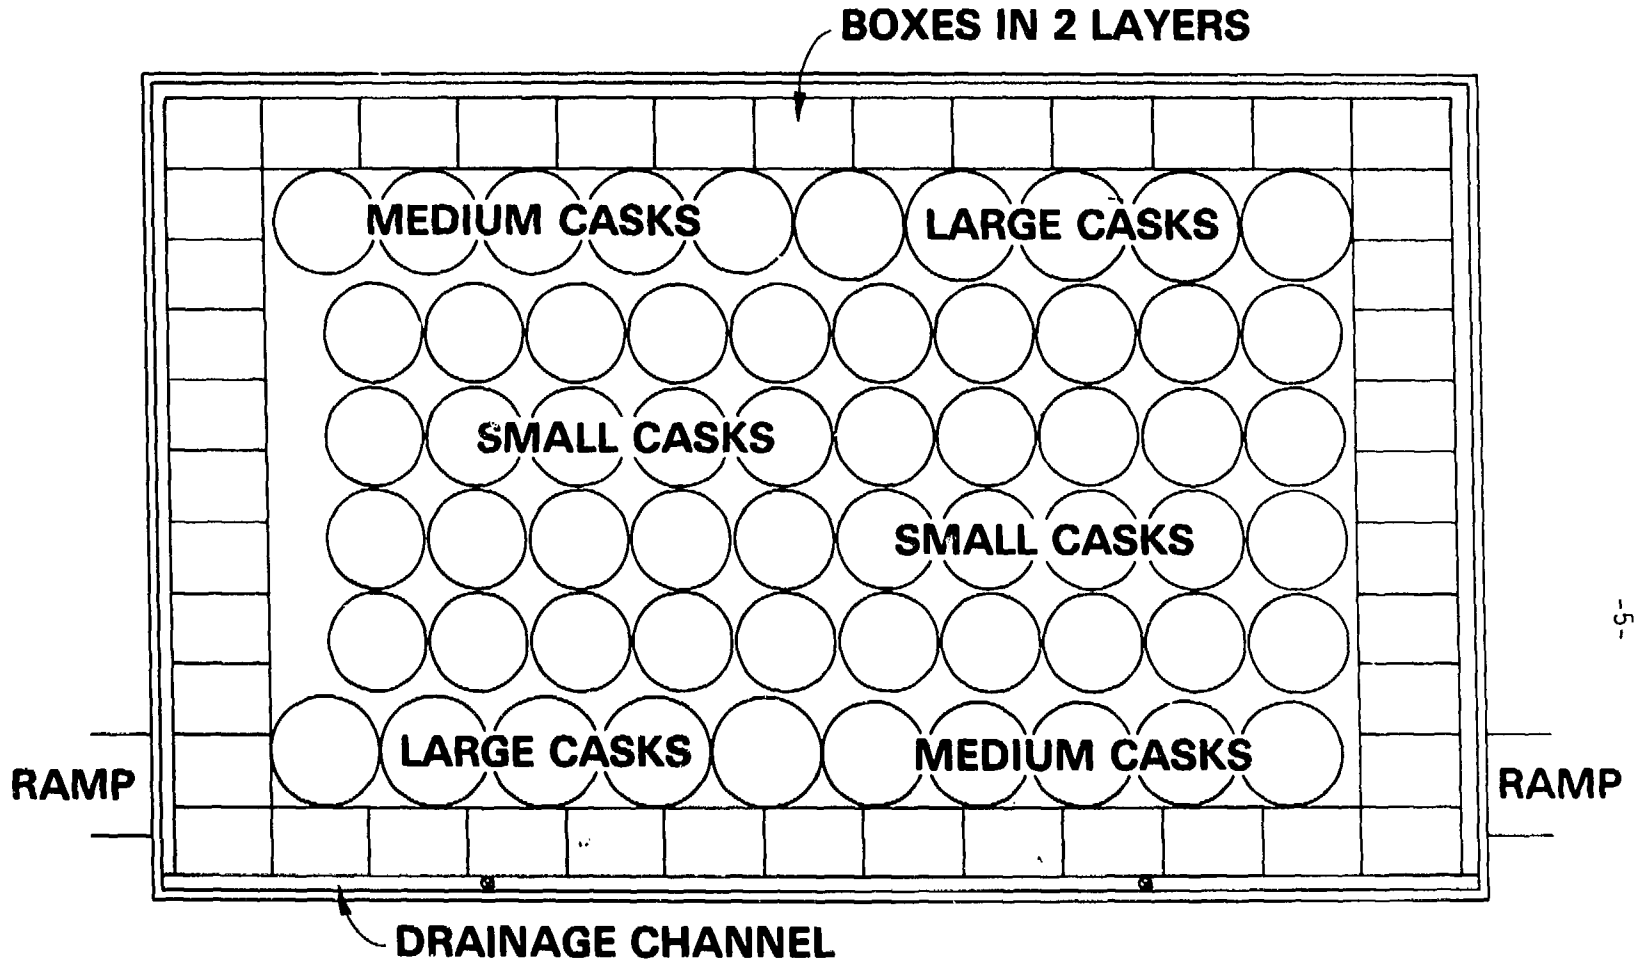 BOXES IN 2 LAYERS
MEDIUM CASKS
LARGE CASKS
SMALL CASKS
SMALL CASKS
-5-
LARGE CASKS
MEDIUM CASKS
RAMP
RAMP
DRAINAGE CHANNEL